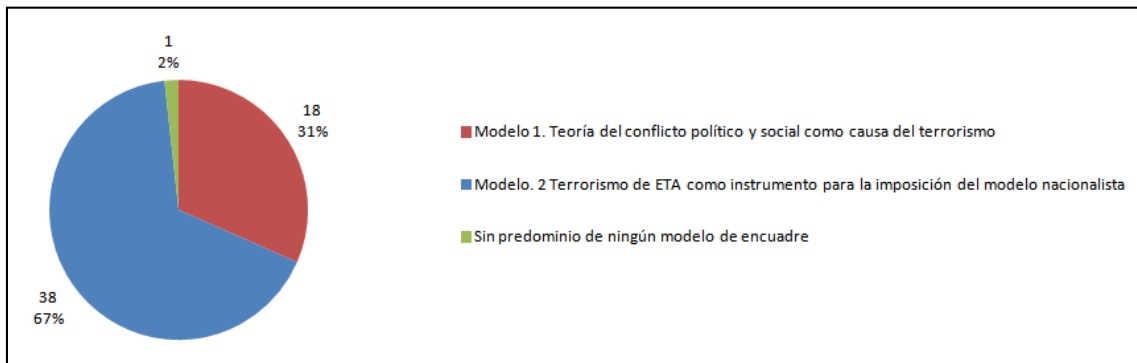 1
2%
18
31%
Modelo 1. Teoría del conflicto político y social como causa del terrorismo
Modelo. 2 Terrorismo de ETA como instrumento para la imposición del modelo nacionalista
Sin predominio de ningún modelo de encuadre
38
67%